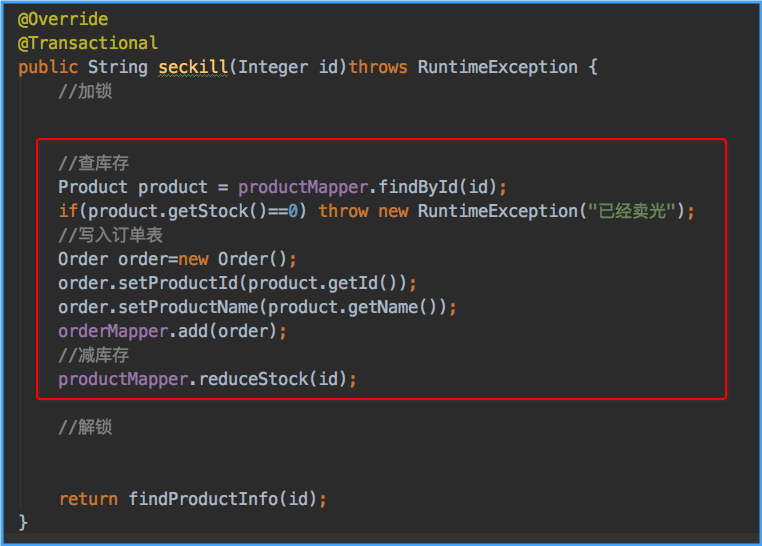 @Override
@Transactional
public String seckill(Integer id)throws RuntimeException {
//加锁
//查库存
Product product = productMapper.findById(id);
if(product.getStock()==0) throw new RuntimeException("已经卖光");
//写入订单表
Order order=new Order();
order.setProductId(product.getId());
order.setProductName(product.getName());
orderMapper.add(order);
//减库存
productMapper.reduceStock(id);
//解锁
return findProductInfo(id);
}